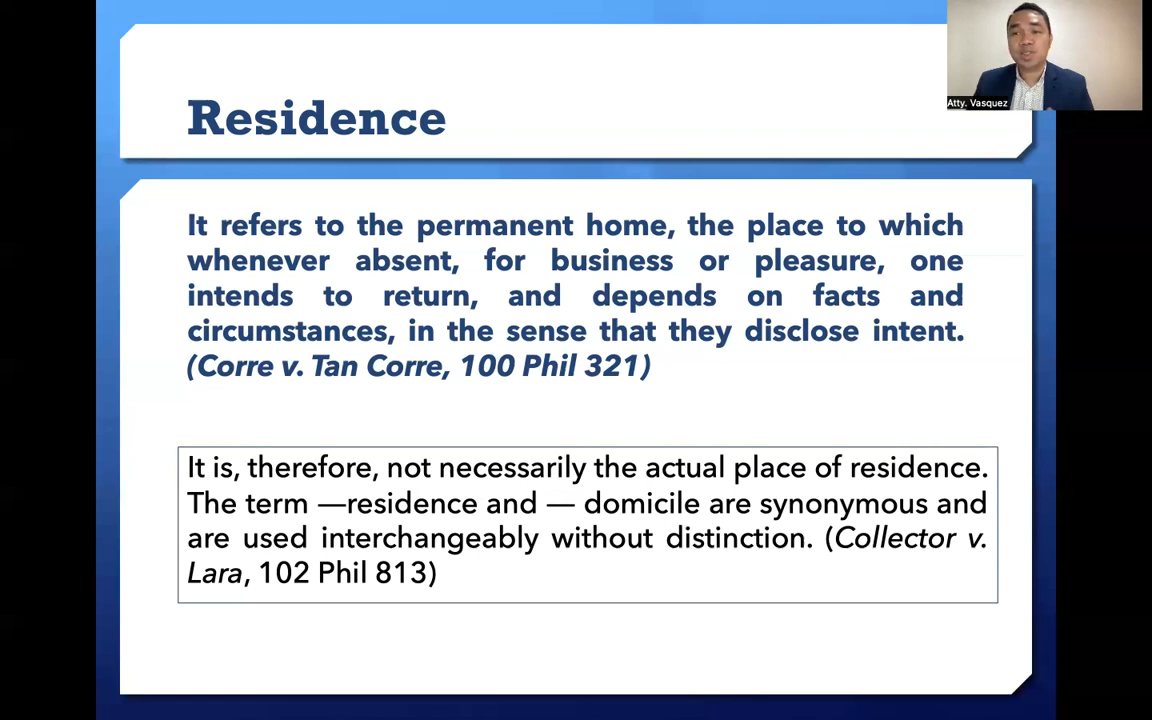 Atty. Vasquez
Residence
It refers to the permanent home, the place to which
whenever absent, for business or pleasure, one
intends to return, and depends on facts and
circumstances, in the sense that they disclose intent.
(Corre v. Tan Corre, 100 Phil 321)
It is, therefore, not necessarily the actual place of residence.
The term —residence and — domicile are synonymous and
are used interchangeably without distinction. (Collector v.
Lara, 102 Phil 813)